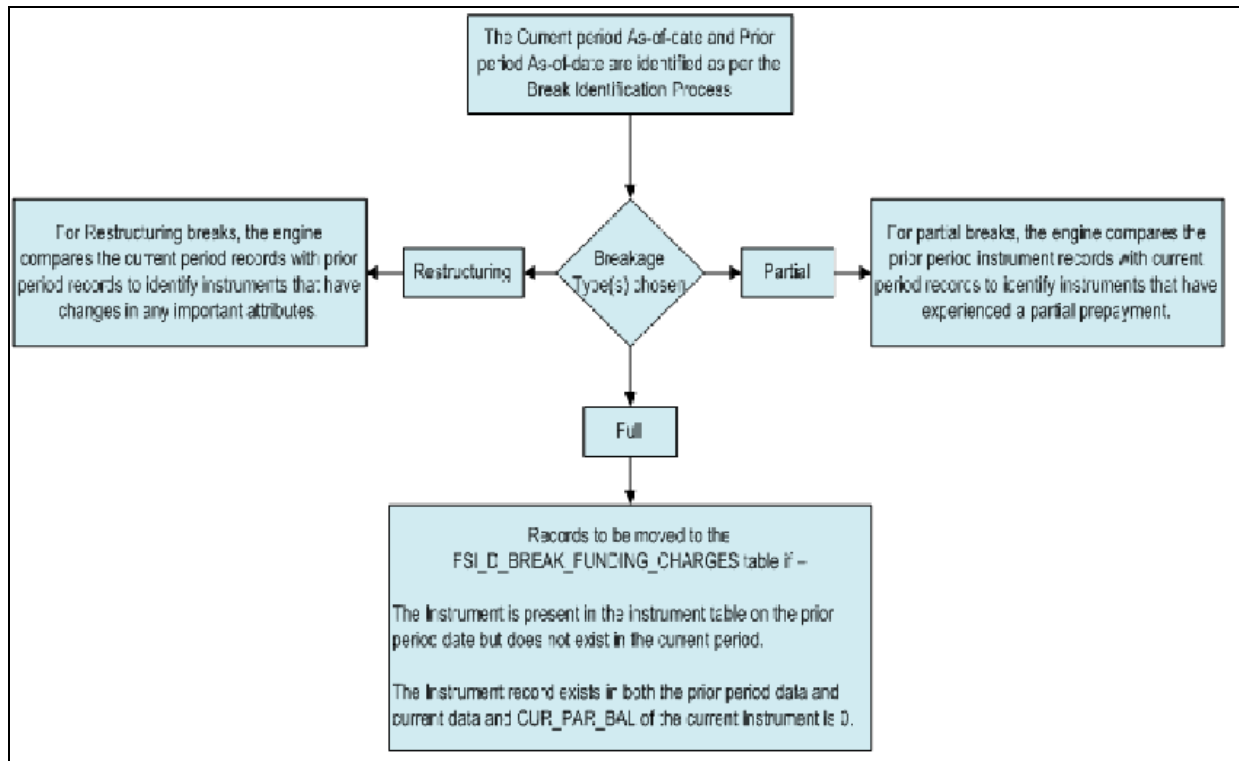 The Current period As-of-date and Prior
period As-of-date are identified as per the
Break Identification Process
For Restructuring breaks, the engine
compares the current period records with prior
period records to identify instruments that have
changes in any important attributes.
Restructuring
Breakage
Type(s) chosen
Partial
For partial breaks, the engine compares the
prior period instrument records with current
period records to identify instruments that have
experienced a partial prepayment.
Full
Records to be moved to the
FSI_D_BREAK_FUNDING_CHARGES table if –
The Instrument is present in the instrument table on the prior
period date but does not exist in the current period.
The Instrument record exists in both the prior period data and
current data and CUR_PAR_BAL of the current instrument is 0.